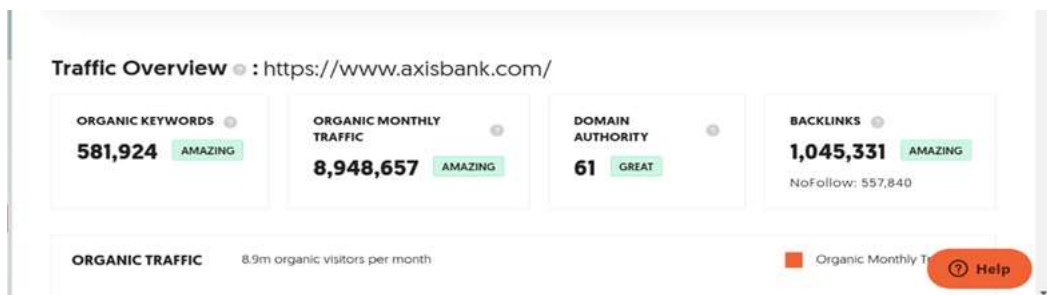 Traffic Overview : https://www.axisbank.com/
ORGANIC KEYWORDS
581,924 AMAZING
ORGANIC MONTHLY
TRAFFIC
8,948,657 AMAZING
DOMAIN
AUTHORITY
61 GREAT
BACKLINKS
1,045,331 AMAZING
NoFollow: 557,840
ORGANIC TRAFFIC 8.9m organic visitors per month Organic Monthly
Help